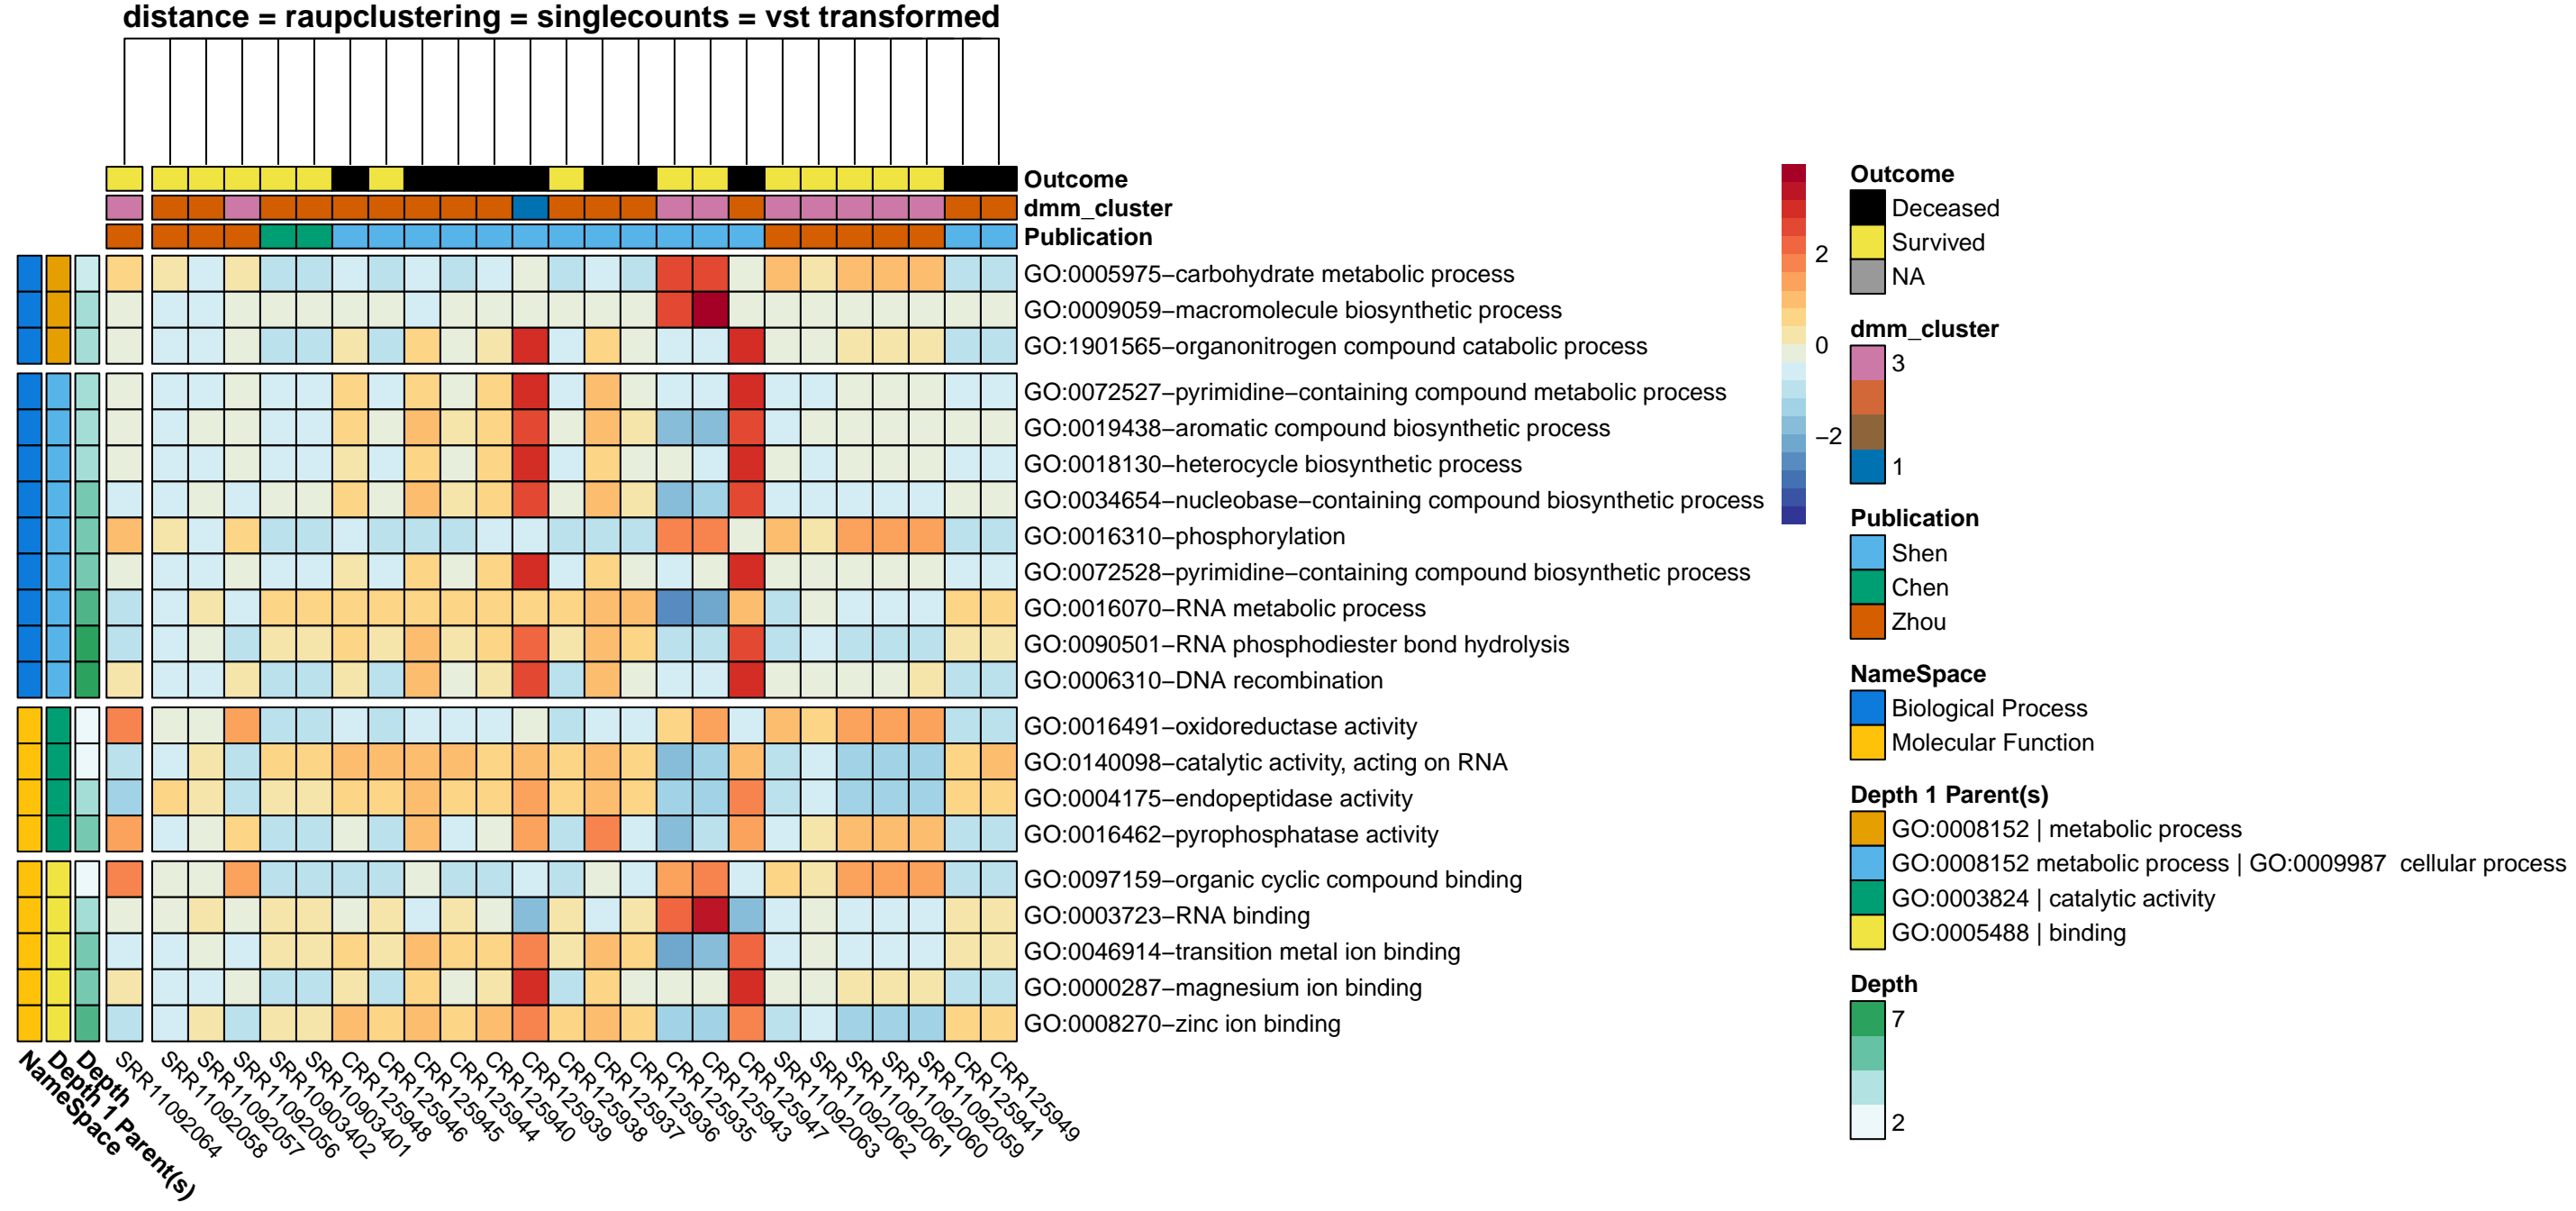 distance = raupclustering = singlecounts = vst transformed
Outcome
dmm_cluster
Publication
GO:0005975−carbohydrate metabolic process
GO:0009059−macromolecule biosynthetic process
GO:1901565−organonitrogen compound catabolic process
GO:0072527−pyrimidine−containing compound metabolic process
GO:0019438−aromatic compound biosynthetic process
GO:0018130−heterocycle biosynthetic process
GO:0034654−nucleobase−containing compound biosynthetic process
GO:0016310−phosphorylation
GO:0072528−pyrimidine−containing compound biosynthetic process
GO:0016070−RNA metabolic process
GO:0090501−RNA phosphodiester bond hydrolysis
GO:0006310−DNA recombination
GO:0016491−oxidoreductase activity
GO:0140098−catalytic activity, acting on RNA
GO:0004175−endopeptidase activity
GO:0016462−pyrophosphatase activity
GO:0097159−organic cyclic compound binding
GO:0003723−RNA binding
GO:0046914−transition metal ion binding
GO:0000287−magnesium ion binding
GO:0008270−zinc ion binding
NameSpace
Depth 1 Parent(s)
Depth
SRR11092064
SRR11092058
SRR11092057
SRR11092056
SRR10903402
SRR10903401
CRR125948
CRR125946
CRR125945
CRR125944
CRR125940
CRR125939
CRR125938
CRR125937
CRR125936
CRR125935
CRR125943
CRR125947
SRR11092063
SRR11092062
SRR11092061
SRR11092060
SRR11092059
CRR125941
CRR125949
2
0
−2
Outcome
Deceased
Survived
NA
dmm_cluster
3
1
Publication
Shen
Chen
Zhou
NameSpace
Biological Process
Molecular Function
Depth 1 Parent(s)
GO:0008152 | metabolic process
GO:0008152 metabolic process | GO:0009987  cellular process
GO:0003824 | catalytic activity
GO:0005488 | binding
Depth
7
2